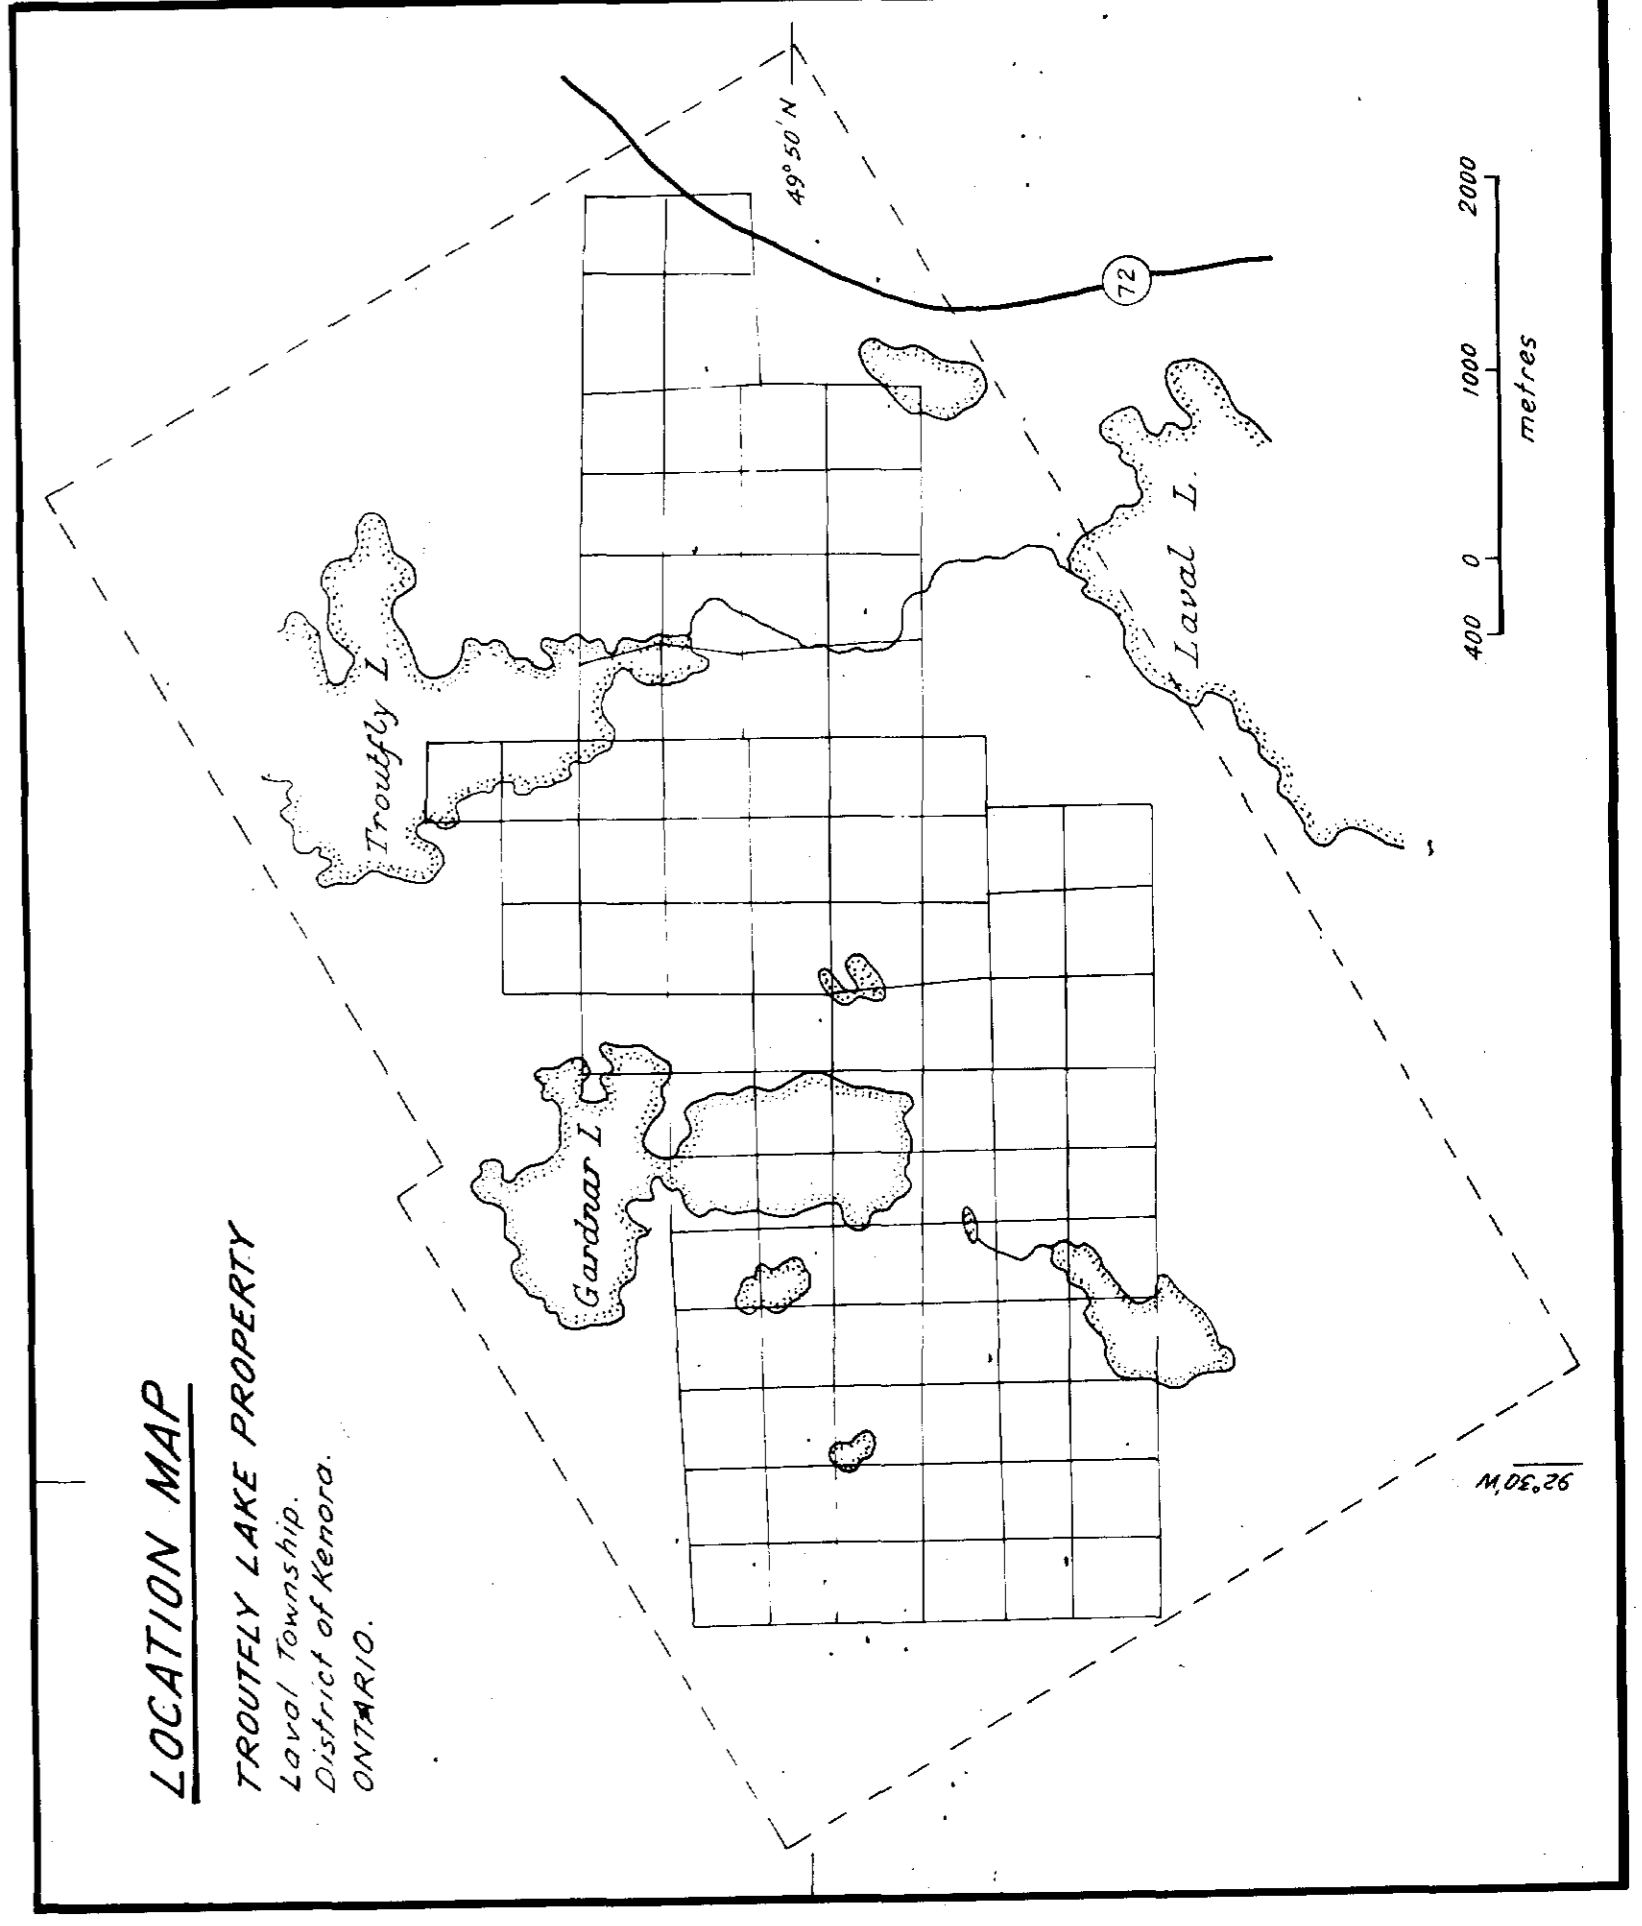 LOCATION MAP
TROUTFLY LAKE PROPERTY
Laval Township.
District of Kenora.
ONTARIO.
Troutfly L
Gardnar L
49° 50' N
72
Laval L.
92° 30' W
400 0 1000 2000
metres